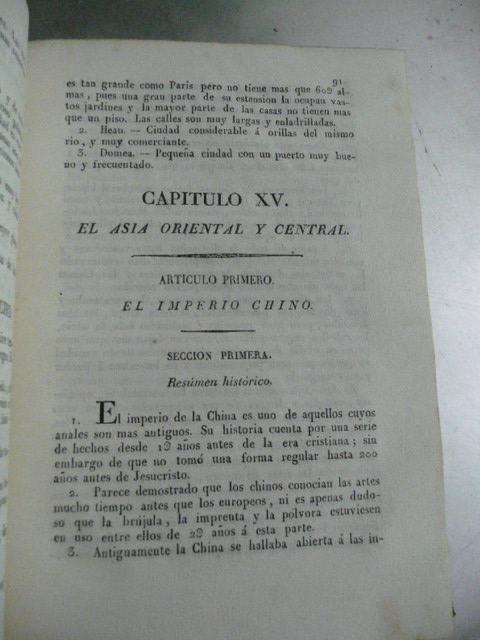 91
es tan grande como Paris pero no tiene mas que 60Ə al-
mas, pues una gran parte de su estension la ocupan vas-
tos jardines y la mayor parte de las casas no tienen mas
que un piso. Las calles son muy largas y enladrilladas.
2. Heau. — Ciudad considerable á orillas del mismo
rio, y muy comerciante.
3. Domea. — Pequeña ciudad con un puerto muy bue-
no y frecuentado.
CAPITULO XV.
EL ASIA ORIENTAL Y CENTRAL.
ARTICULO PRIMERO.
EL IMPERIO CHINO.
SECCION PRIMERA.
Resúmen histórico.
1. El imperio de la China es uno de aquellos cuyos
anales son mas antiguos. Su historia cuenta por una serie
de hechos desde 1Ə años antes de la era cristiana; sin
embargo de que no tomó una forma regular hasta 200
años antes de Jesucristo.
2. Parece demostrado que los chinos conocian las artes
mucho tiempo antes que los europeos, ni es apenas dudo-
so que la brújula, la imprenta y la pólvora estuviesen
en uso entre ellos de 2Ə años á esta parte.
3. Antiguamente la China se hallaba abierta á las in-